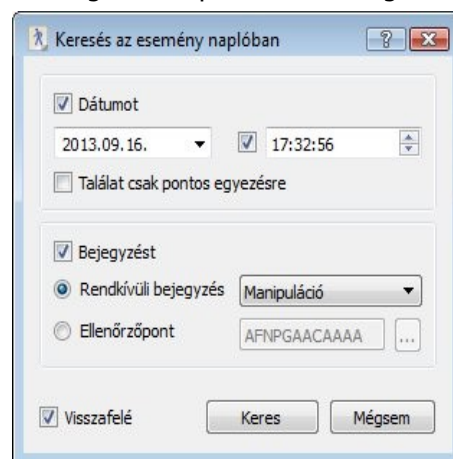 Keresés az esemény naplóban
Dátumot
2013.09.16. 17:32:56
Találat csak pontos egyezésre
Bejegyzést
Rendkívüli bejegyzés Manipuláció
Ellenőrzőpont AFNPGAACAAAA ...
Visszafelé Keres Mégsem